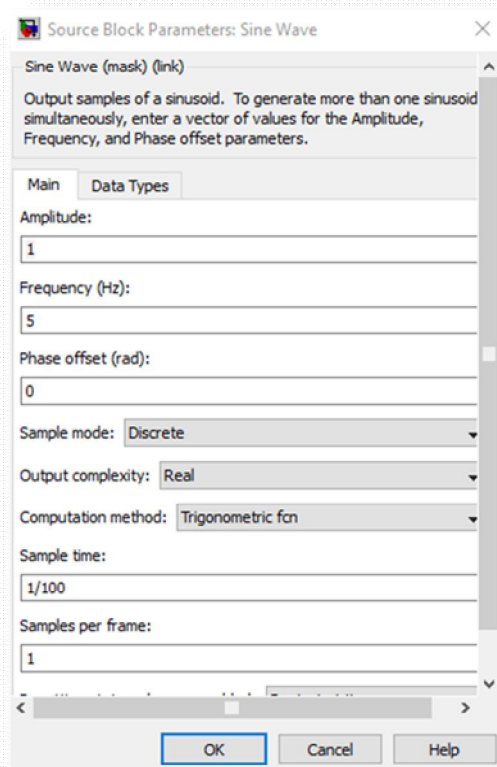 Source Block Parameters: Sine Wave
Sine Wave (mask) (link)
Output samples of a sinusoid. To generate more than one sinusoid
simultaneously, enter a vector of values for the Amplitude,
Frequency, and Phase offset parameters.
Main Data Types
Amplitude:
1
Frequency (Hz):
5
Phase offset (rad):
0
Sample mode: Discrete
Output complexity: Real
Computation method: Trigonometric fcn
Sample time:
1/100
Samples per frame:
1
OK Cancel Help